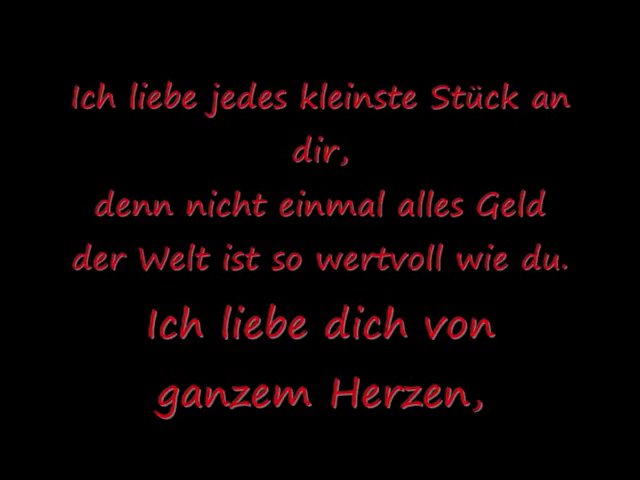 Ich liebe jedes kleinste Stück an
dir,
denn nicht einmal alles Geld
der Welt ist so wertvoll wie du.
Ich liebe dich von
ganzem Herzen,